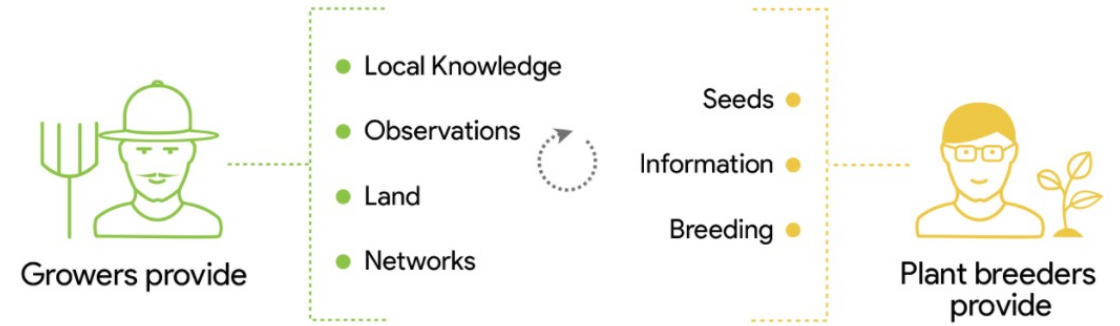 Growers provide
Local Knowledge
Observations
Land
Networks
Seeds
Information
Breeding
Plant breeders
provide